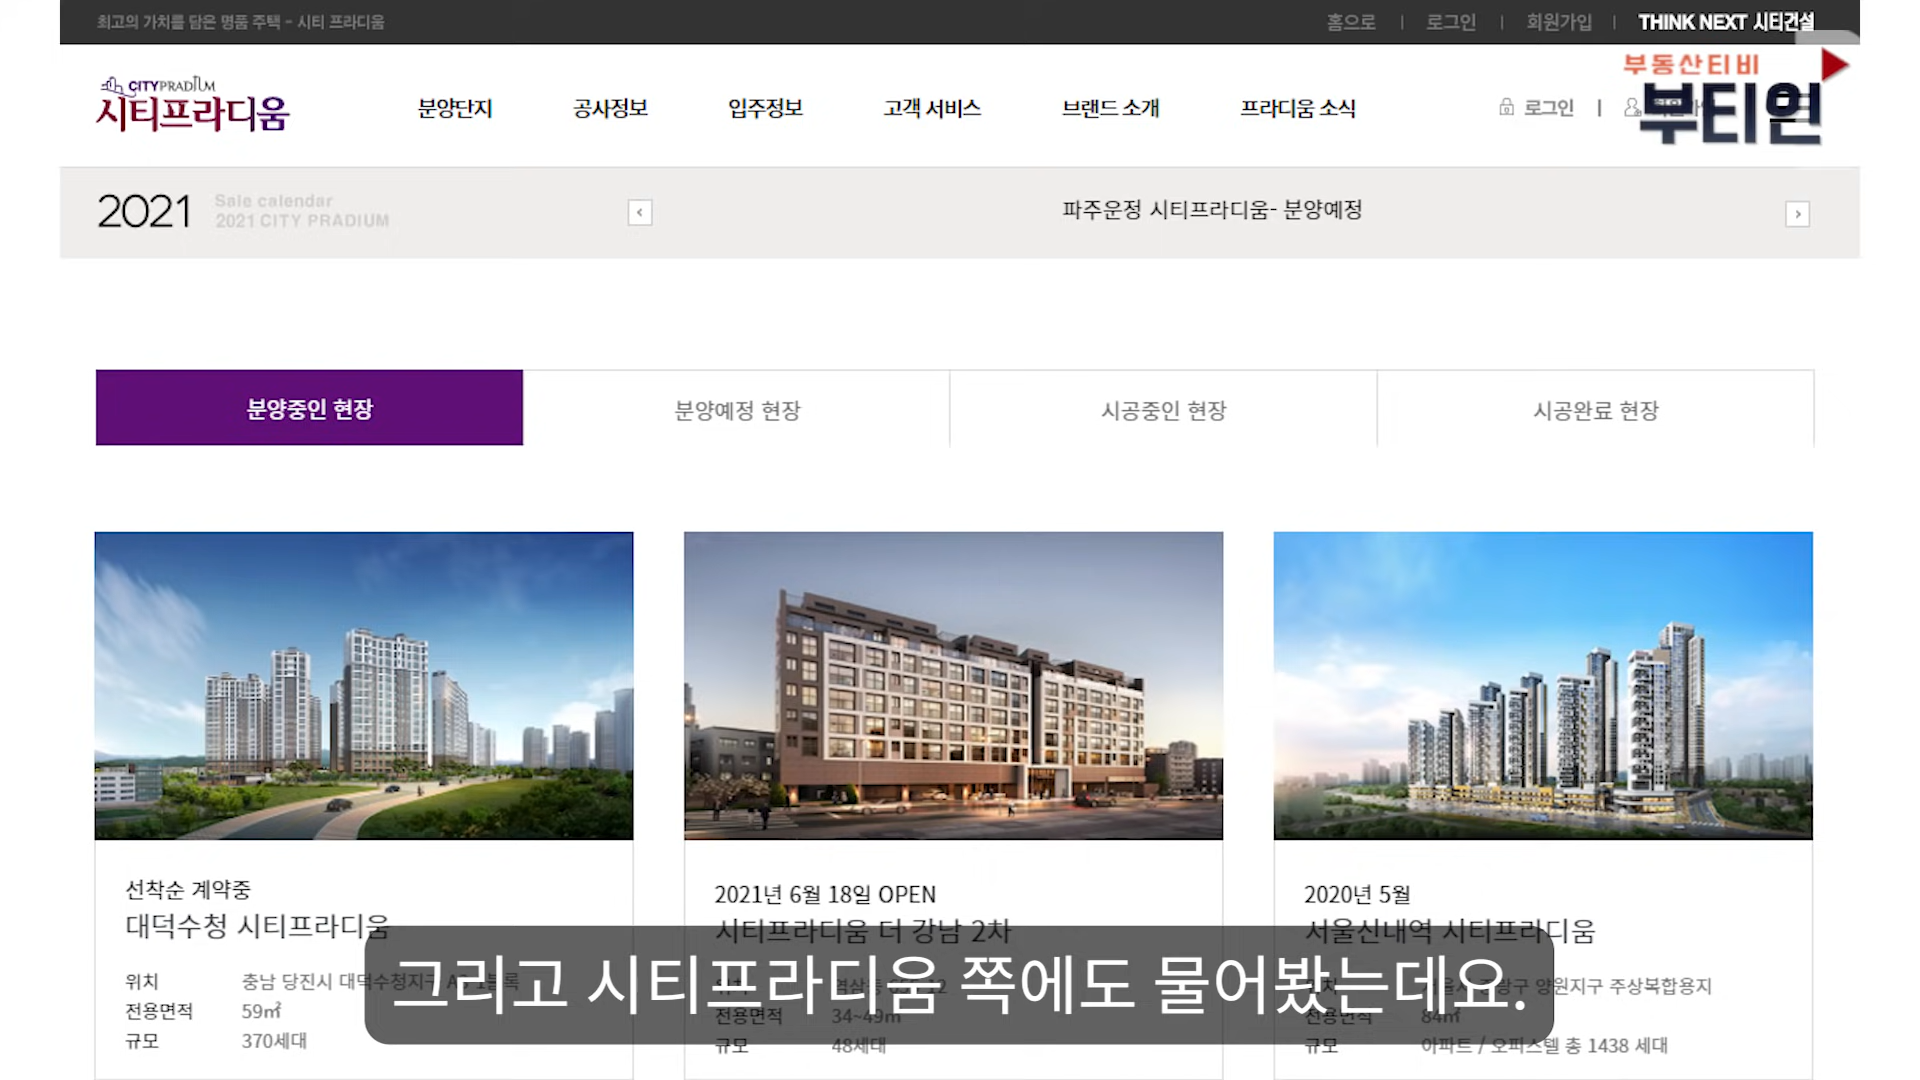 최고의 가치를 담은 명품 주택 - 시티 프라디움
홈으로 | 로그인 | 회원가입 | THINK NEXT 시티건설
CITYPRADIUM
시티프라디움
분양단지 공사정보 입주정보 고객 서비스 브랜드 소개 프라디움 소식
로그인 |
부동산티비
부티인
2021
Sale calendar
2021 CITY PRADIUM
파주운정 시티프라디움- 분양예정
분양중인 현장 분양예정 현장 시공중인 현장 시공완료 현장
선착순 계약중
대덕수청 시티프라디움
위치 충남 당진시 대덕수청지구
전용면적 59㎡
규모 370세대
2021년 6월 18일 OPEN
시티프라디움 더 강남 2차
전용면적 34~49㎡
규모 48세대
2020년 5월
서울신내역 시티프라디움
양원지구 주상복합용지
전용면적 84㎡
규모 아파트 / 오피스텔 총 1438 세대
그리고 시티프라디움 쪽에도 물어봤는데요.